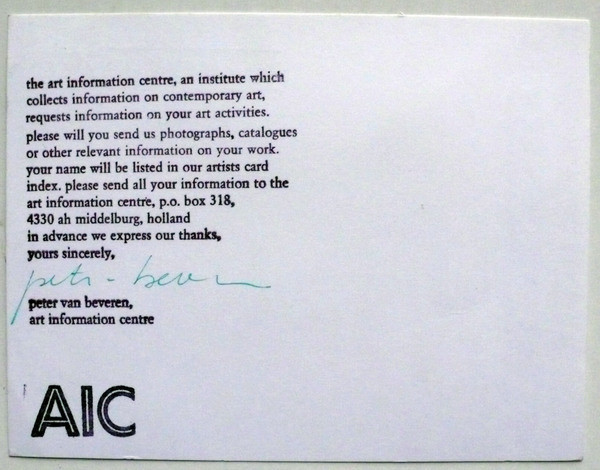 the art information centre, an institute which
collects information on contemporary art,
requests information on your art activities.
please will you send us photographs, catalogues
or other relevant information on your work.
your name will be listed in our artists card
index. please send all your information to the
art information centre, p.o. box 318,
4330 ah middelburg, holland
in advance we express our thanks,
yours sincerely,
peter van beveren,
art information centre
AIC